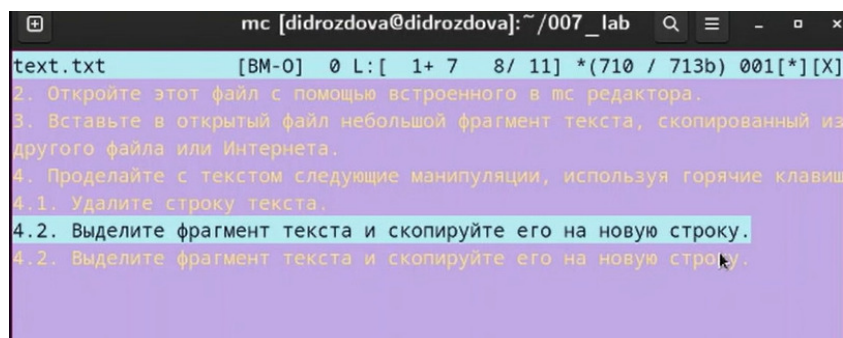 mc [didrozdova@didrozdova]:~/007_lab
text.txt [BM-O] 0 L:[ 1+ 7 8/ 11] *(710 / 713b) 001[*][X]
2. Откройте этот файл с помощью встроенного в mc редактора.
3. Вставьте в открытый файл небольшой фрагмент текста, скопированный из
другого файла или Интернета.
4. Проделайте с текстом следующие манипуляции, используя горячие клавиш
4.1. Удалите строку текста.
4.2. Выделите фрагмент текста и скопируйте его на новую строку.
4.2. Выделите фрагмент текста и скопируйте его на новую строку.